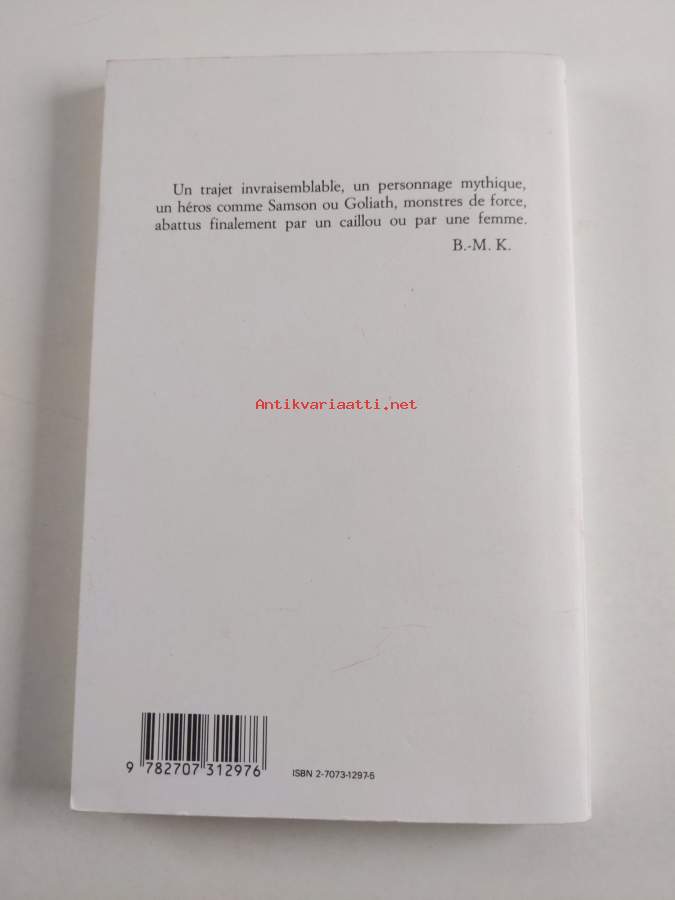 Un trajet invraisemblable, un personnage mythique,
un héros comme Samson ou Goliath, monstres de force,
abattus finalement par un caillou ou par une femme.
B.-M. K.
Antikvariaatti.net
9 782707 312976
ISBN 2-7073-1297-5